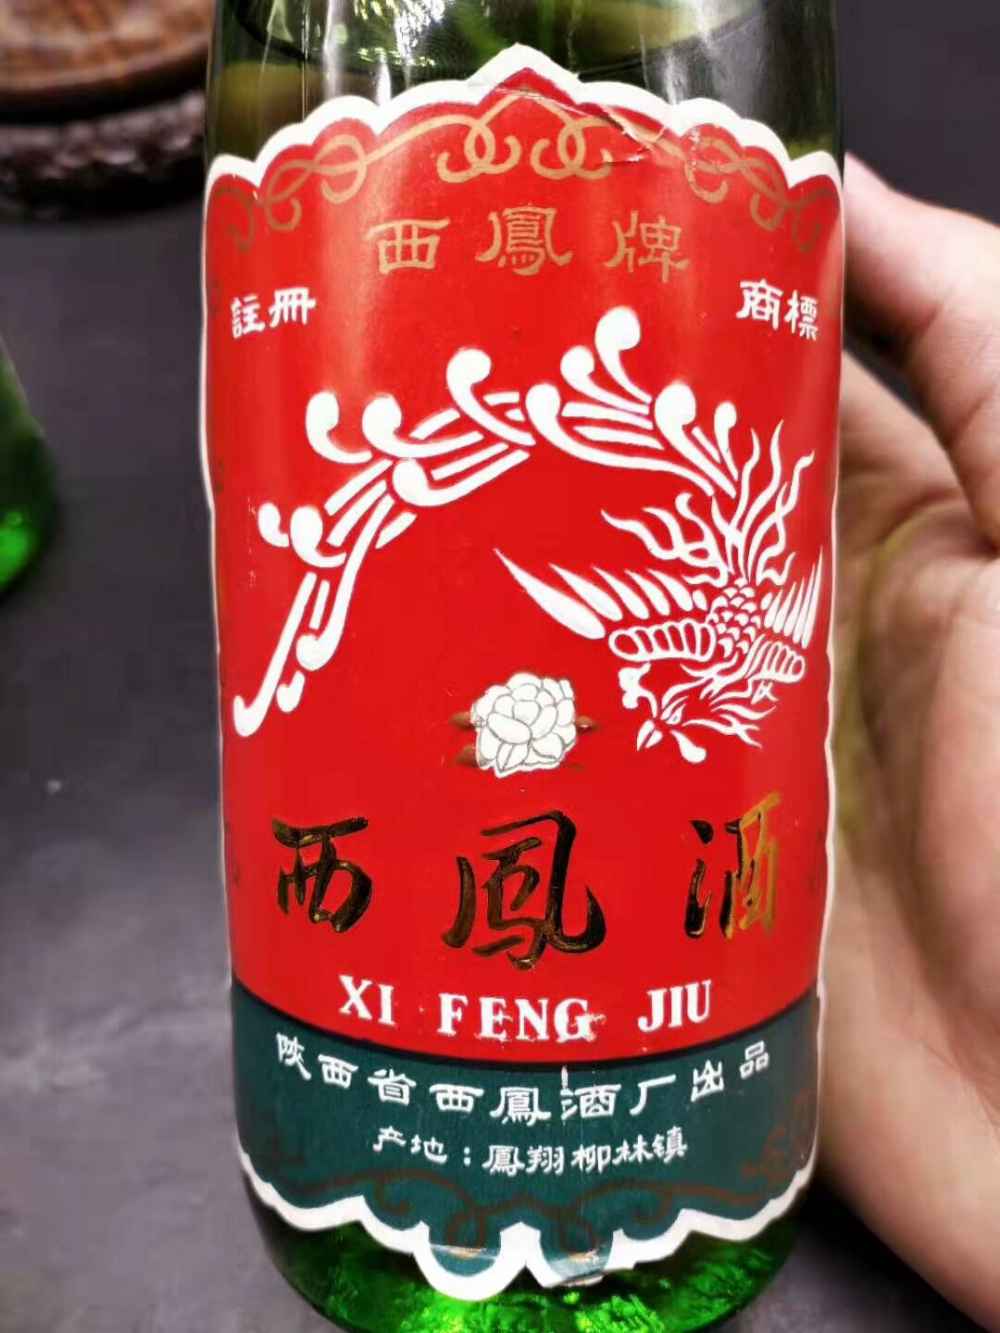 西鳳牌
註冊 商標
西鳳酒
XI FENG JIU
陕西省西鳳酒厂出品
产地：鳳翔柳林镇